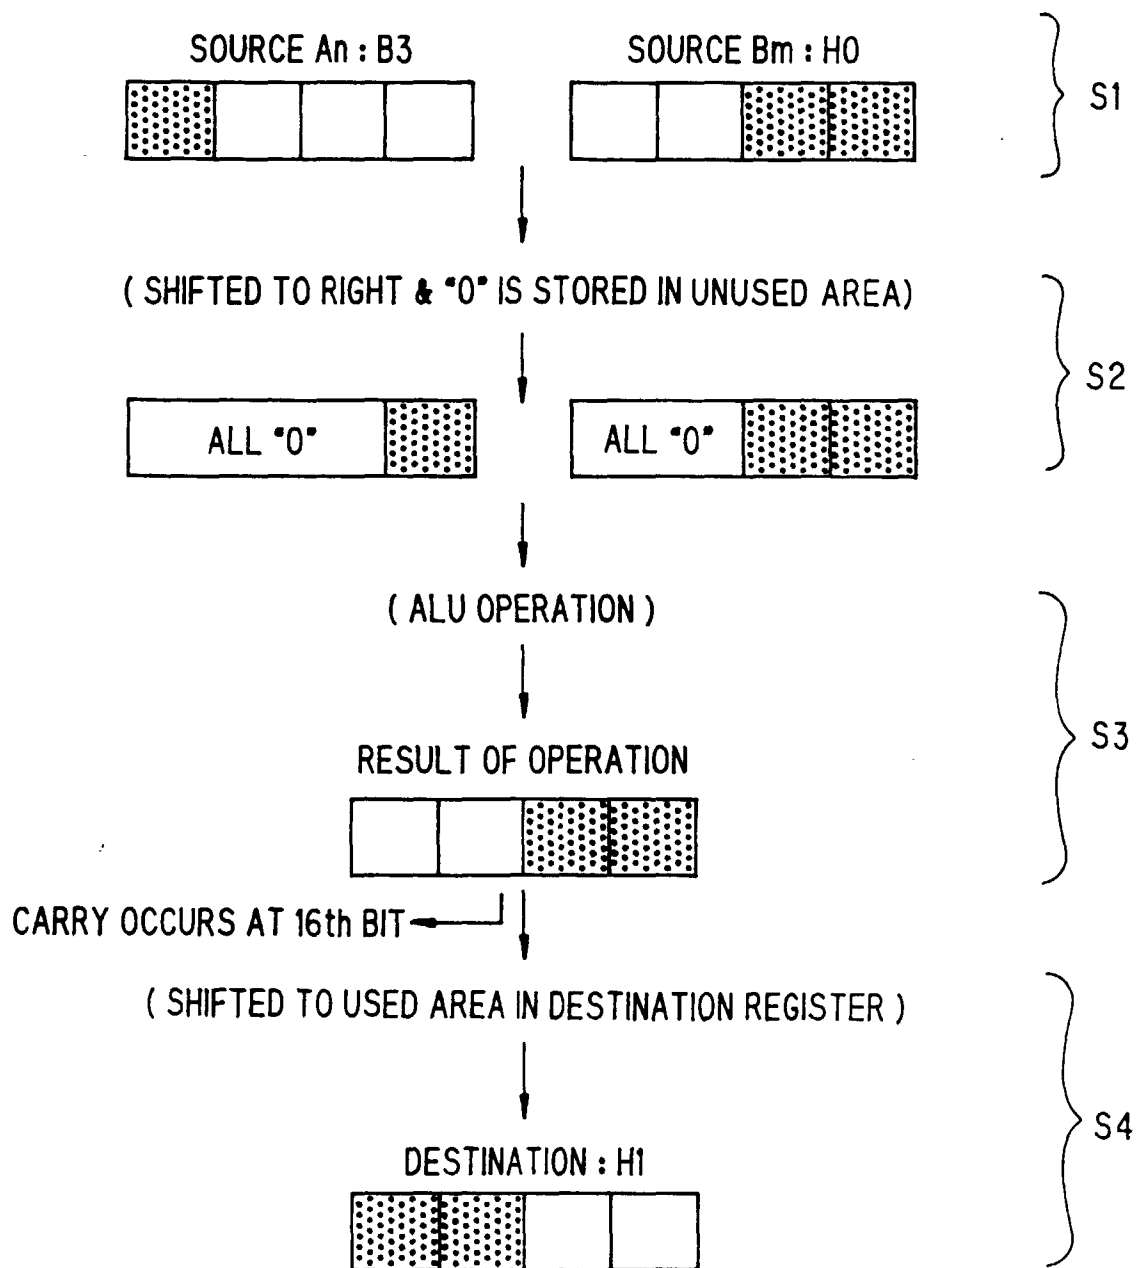 SOURCE An : B3
SOURCE Bm : H0
S1
( SHIFTED TO RIGHT & "0" IS STORED IN UNUSED AREA)
S2
ALL "0"
ALL "0"
( ALU OPERATION )
S3
RESULT OF OPERATION
CARRY OCCURS AT 16th BIT
( SHIFTED TO USED AREA IN DESTINATION REGISTER )
S4
DESTINATION : H1